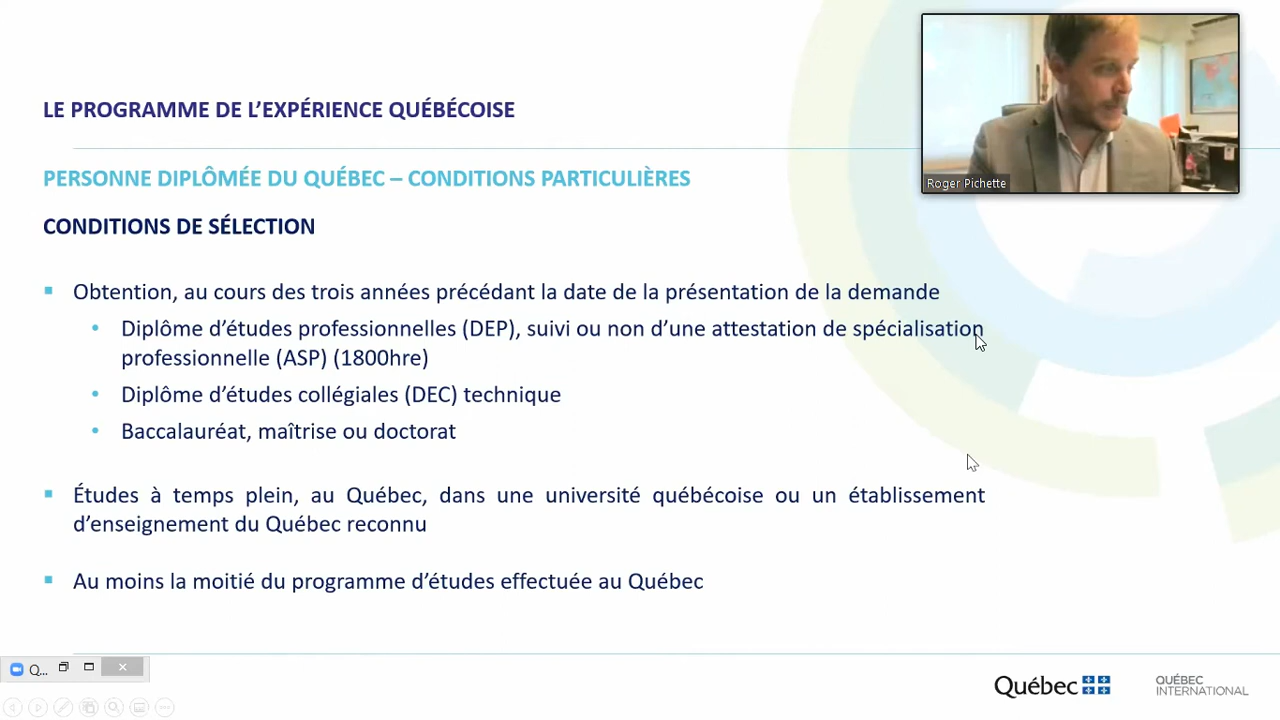 LE PROGRAMME DE L'EXPÉRIENCE QUÉBÉCOISE
Roger Pichette
PERSONNE DIPLÔMÉE DU QUÉBEC – CONDITIONS PARTICULIÈRES
CONDITIONS DE SÉLECTION
Obtention, au cours des trois années précédant la date de la présentation de la demande
Diplôme d'études professionnelles (DEP), suivi ou non d'une attestation de spécialisation
professionnelle (ASP) (1800hre)
Diplôme d'études collégiales (DEC) technique
Baccalauréat, maîtrise ou doctorat
Études à temps plein, au Québec, dans une université québécoise ou un établissement
d'enseignement du Québec reconnu
Au moins la moitié du programme d'études effectuée au Québec
Q...
Québec
QUÉBEC
INTERNATIONAL